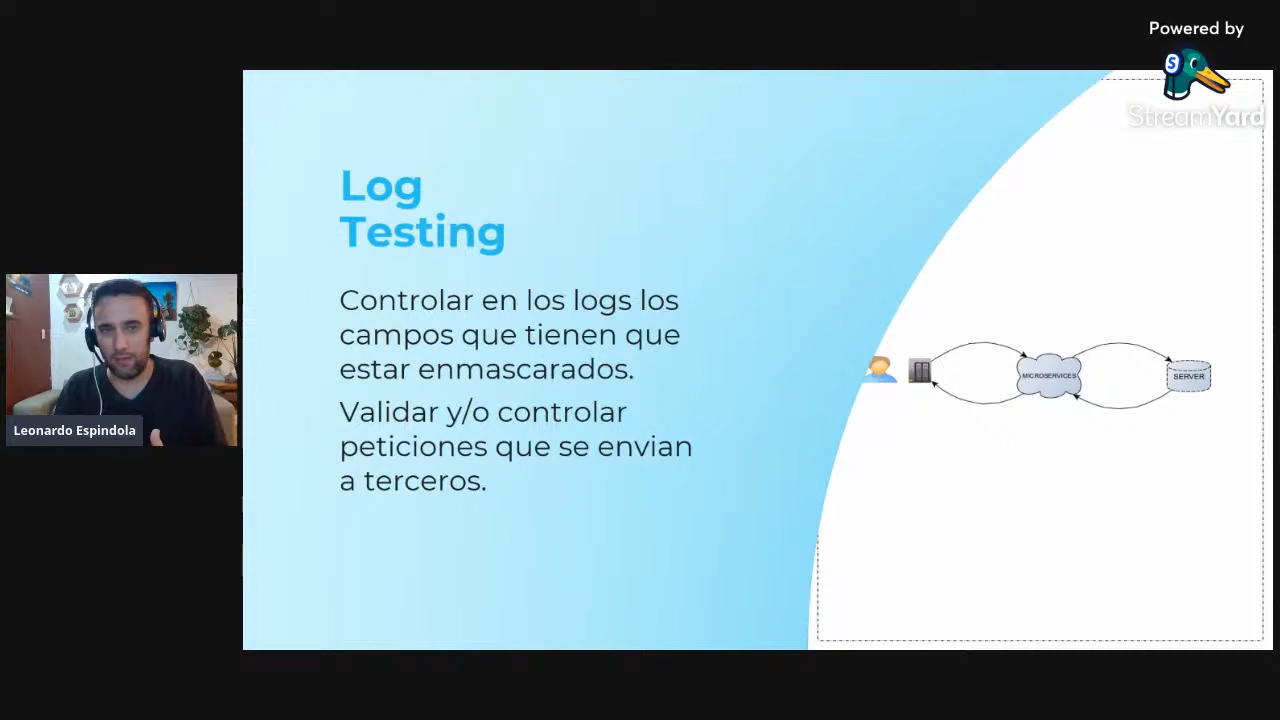 Powered by
StreamYard
Log
Testing
Controlar en los logs los
campos que tienen que
estar enmascarados.
Validar y/o controlar
peticiones que se envian
a terceros.
MICROSERVICES
SERVER
Leonardo Espindola